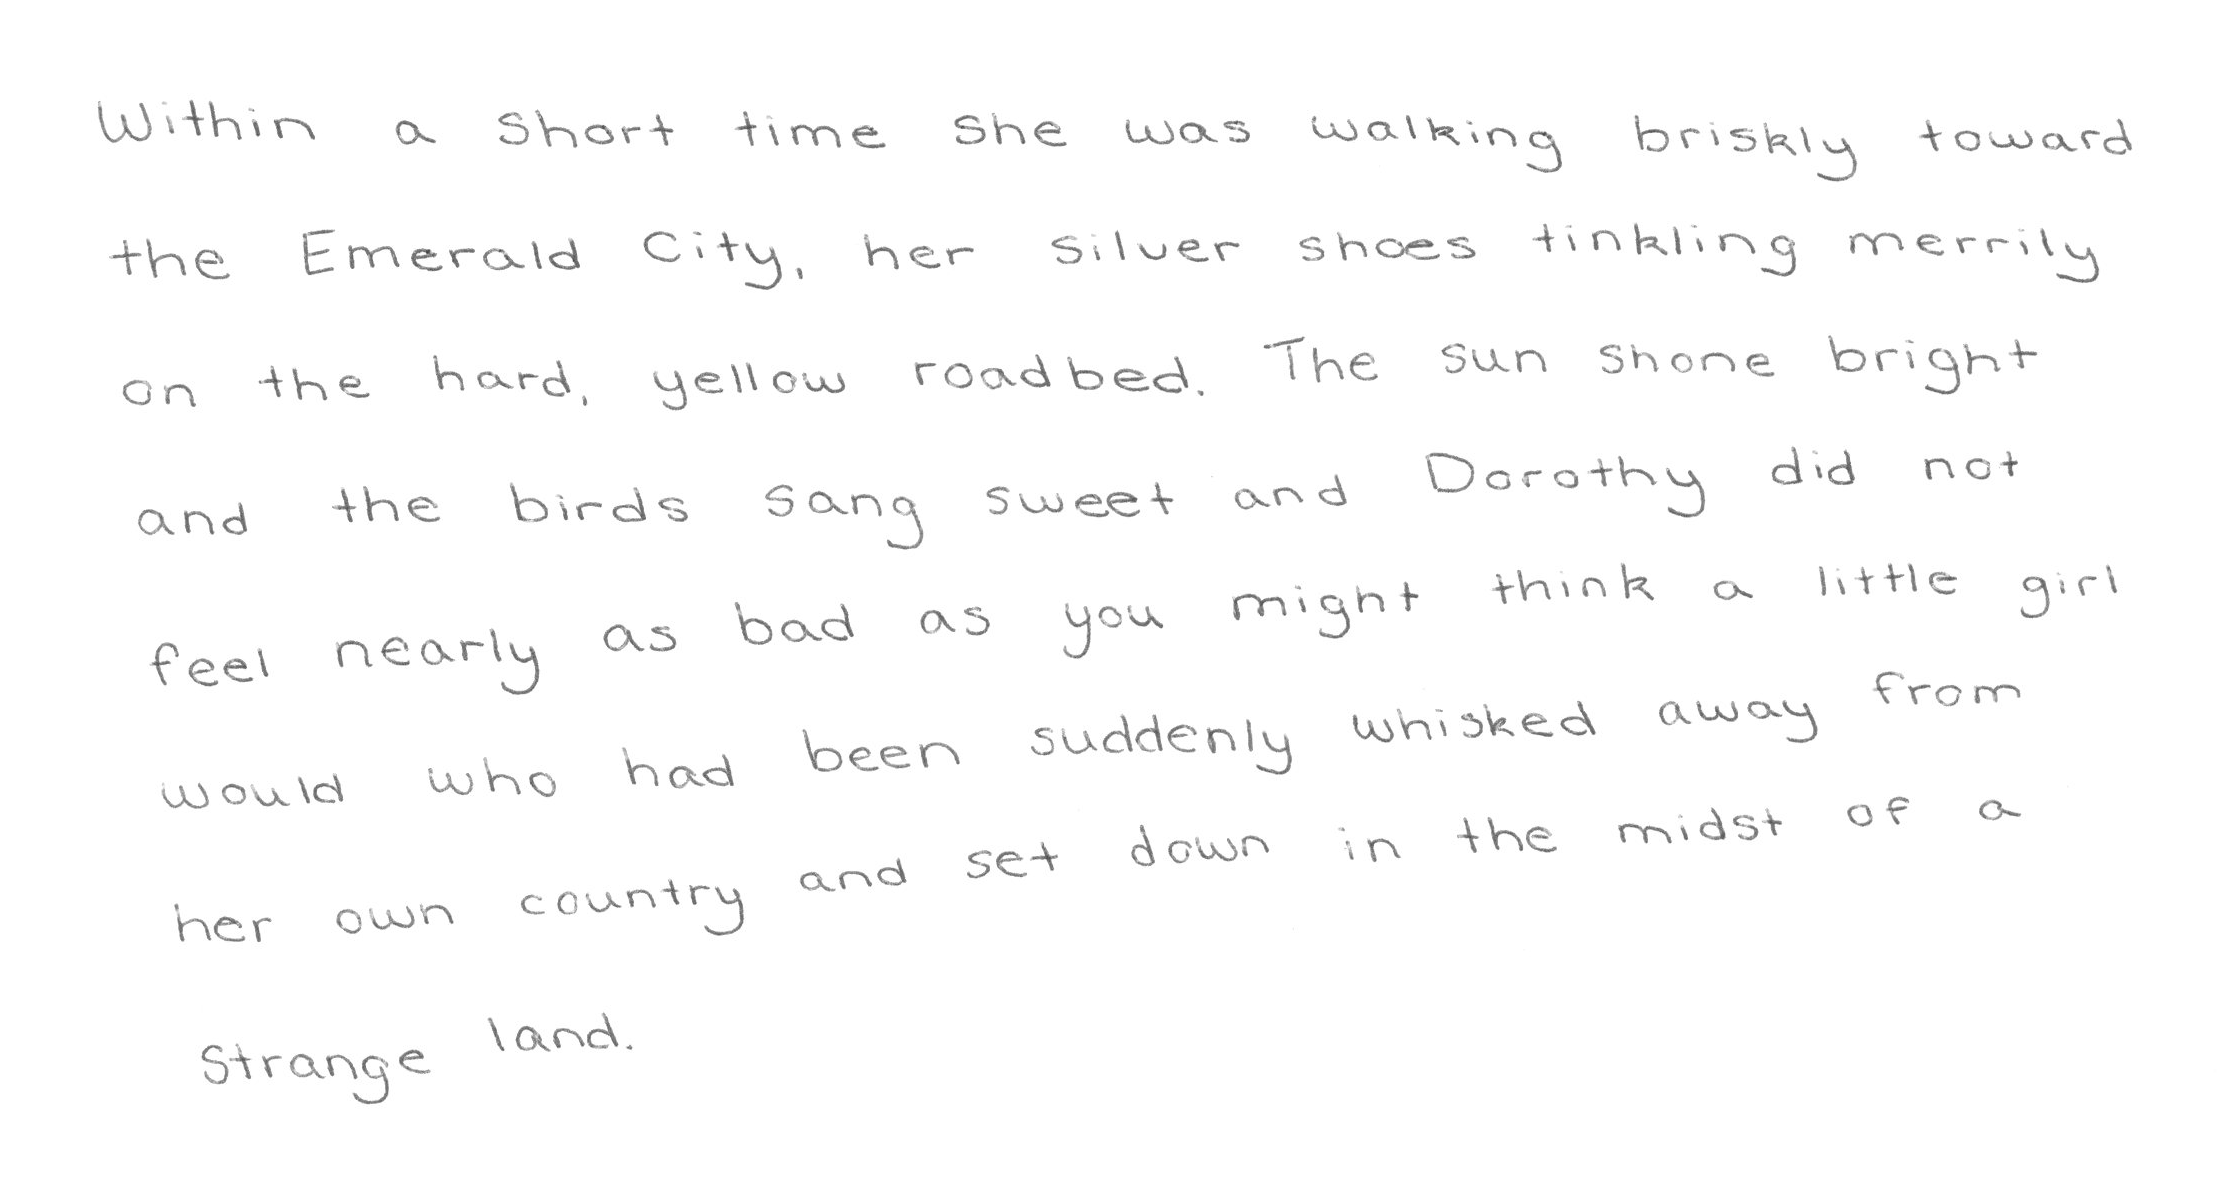 Within a short time she was walking briskly toward
the Emerald City, her silver shoes tinkling merrily
on the hard, yellow roadbed. The sun shone bright
and the birds sang sweet and Dorothy did not
feel nearly as bad as you might think a little girl
would who had been suddenly whisked away from
her own country and set down in the midst of a
strange land.